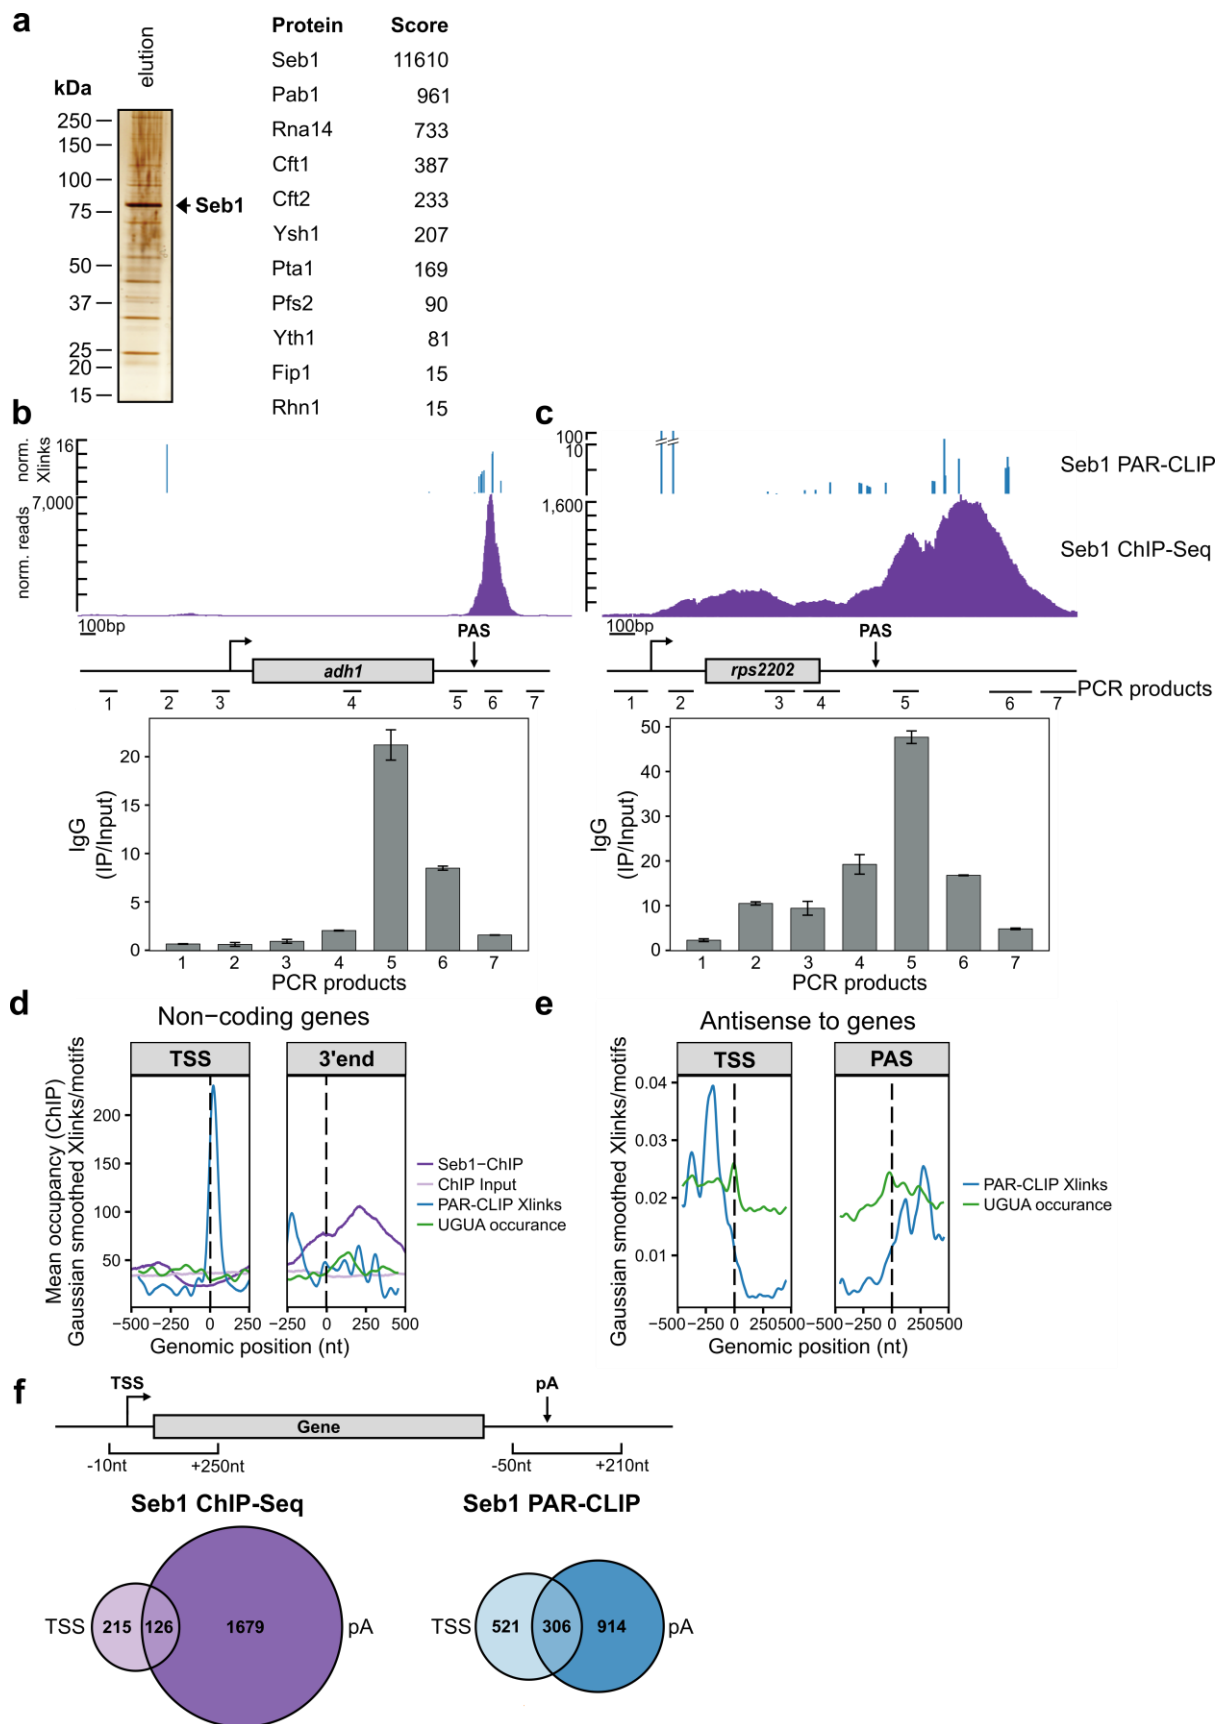 a
elution
kDa
250
150
100
75
50
37
25
20
15
Seb1
Protein Score
Seb1 11610
Pab1 961
Rna14 733
Cft1 387
Cft2 233
Ysh1 207
Pta1 169
Pfs2 90
Yth1 81
Fip1 15
Rhn1 15
b
norm. Xlinks
16
norm. reads
7,000
100bp
PAS
adh1
1 2 3 4 5 6 7
IgG
(IP/Input)
20
15
10
5
0
1 2 3 4 5 6 7
PCR products
c
100
10
Seb1 PAR-CLIP
1,600
Seb1 ChIP-Seq
100bp
PAS
rps2202
1 2 3 4 5 6 7
PCR products
IgG
(IP/Input)
50
40
30
20
10
0
1 2 3 4 5 6 7
PCR products
d
Non−coding genes
TSS 3'end
Mean occupancy (ChIP)
Gaussian smoothed Xlinks/motifs
200
150
100
50
−500 −250 0 250
−250 0 250 500
Genomic position (nt)
Seb1−ChIP
ChIP Input
PAR-CLIP Xlinks
UGUA occurance
e
Antisense to genes
TSS PAS
Gaussian smoothed Xlinks/motifs
0.04
0.03
0.02
0.01
−500 −250 0 250 500
−500 −250 0 250 500
Genomic position (nt)
PAR-CLIP Xlinks
UGUA occurance
f
TSS
pA
Gene
-10nt +250nt -50nt +210nt
Seb1 ChIP-Seq
TSS 215 126 1679 pA
Seb1 PAR-CLIP
TSS 521 306 914 pA